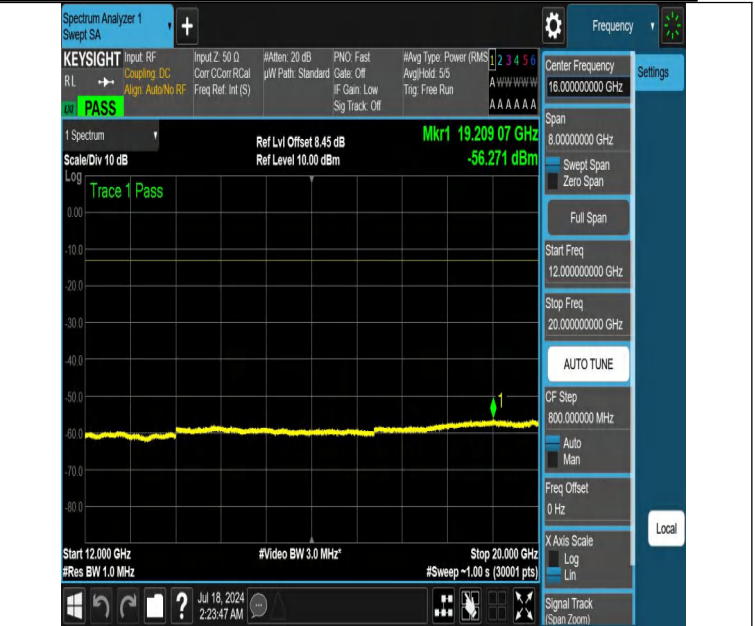 Spectrum Analyzer 1
Swept SA
+
Frequency
KEYSIGHT
RL
PASS
Input: RF
Coupling: DC
Align: Auto/No RF
Input Z: 50 Ω
Corr CCorr RCal
Freq Ref: Int (S)
#Atten: 20 dB
µW Path: Standard
PNO: Fast
Gate: Off
IF Gain: Low
Sig Track: Off
#Avg Type: Power (RMS
Avg|Hold: 5/5
Trig: Free Run
1 2 3 4 5 6
A W W W W W
A A A A A A
1 Spectrum
Scale/Div 10 dB
Ref Lvl Offset 8.45 dB
Ref Level 10.00 dBm
Mkr1 19.209 07 GHz
-56.271 dBm
Log
Trace 1 Pass
0.00
-10.0
-20.0
-30.0
-40.0
-50.0
-60.0
-70.0
-80.0
1
Start 12.000 GHz
#Res BW 1.0 MHz
#Video BW 3.0 MHz*
Stop 20.000 GHz
#Sweep ~1.00 s (30001 pts)
Center Frequency
16.000000000 GHz
Settings
Span
8.00000000 GHz
Swept Span
Zero Span
Full Span
Start Freq
12.000000000 GHz
Stop Freq
20.000000000 GHz
AUTO TUNE
CF Step
800.000000 MHz
Auto
Man
Freq Offset
0 Hz
X Axis Scale
Log
Lin
Local
Signal Track
(Span Zoom)
?
Jul 18, 2024
2:23:47 AM